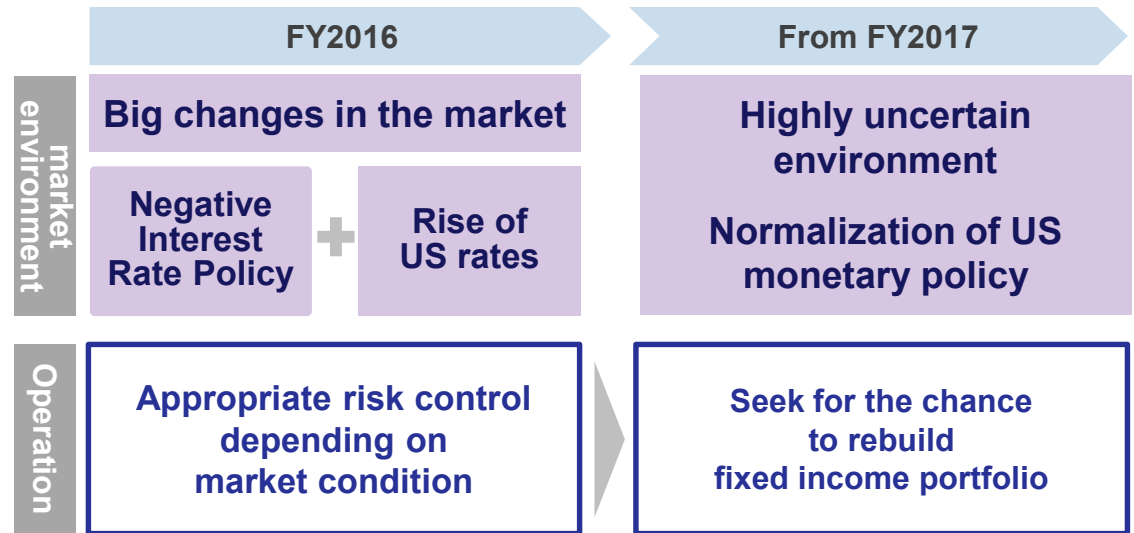 FY2016
From FY2017
market
environment
Big changes in the market
Negative
Interest
Rate Policy
Rise of
US rates
Highly uncertain
environment
Normalization of US
monetary policy
Operation
Appropriate risk control
depending on
market condition
Seek for the chance
to rebuild
fixed income portfolio